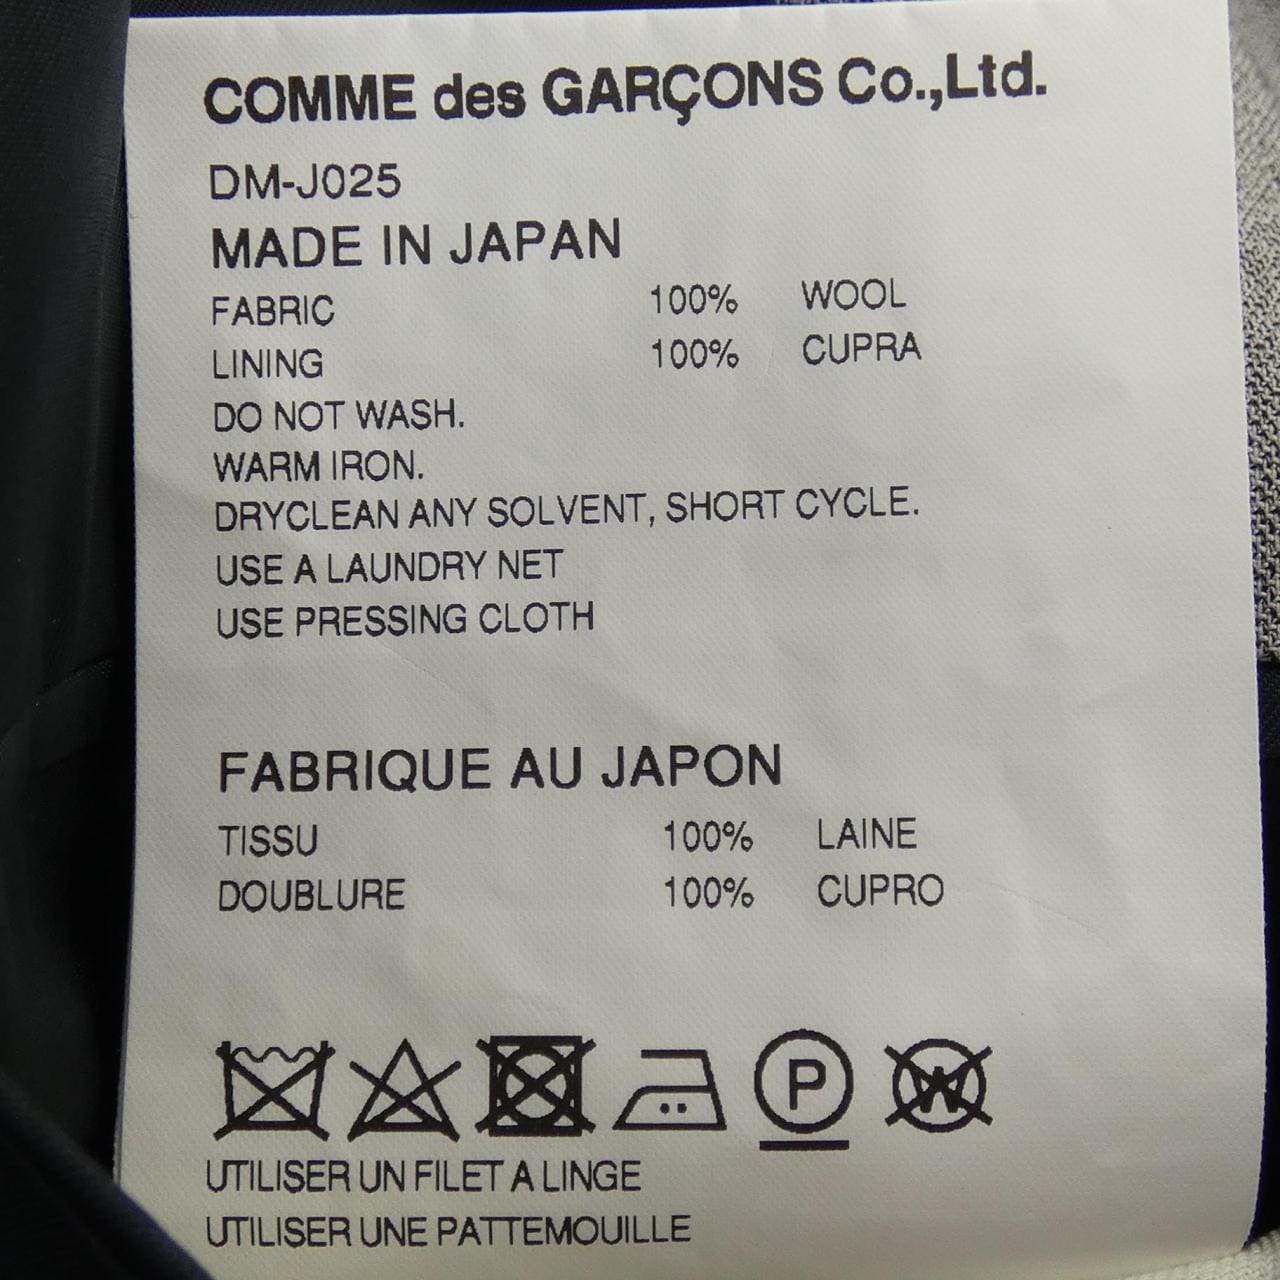 COMME des GARÇONS Co.,Ltd.
DM-J025
MADE IN JAPAN
FABRIC 100% WOOL
LINING 100% CUPRA
DO NOT WASH.
WARM IRON.
DRYCLEAN ANY SOLVENT, SHORT CYCLE.
USE A LAUNDRY NET
USE PRESSING CLOTH
FABRIQUE AU JAPON
TISSU 100% LAINE
DOUBLURE 100% CUPRO
P W
UTILISER UN FILET A LINGE
UTILISER UNE PATTEMOUILLE